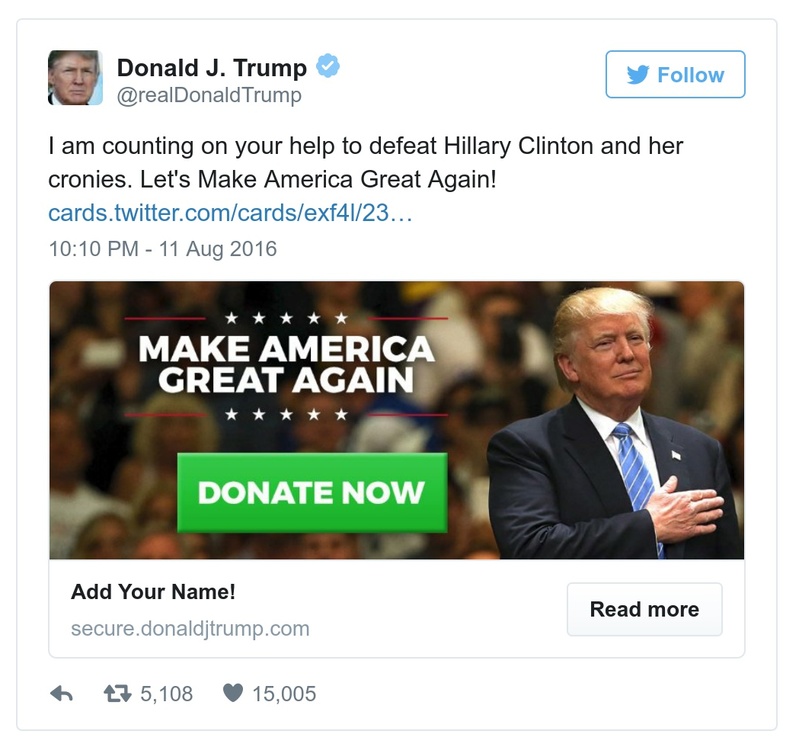 Donald J. Trump
@realDonaldTrump
Follow
I am counting on your help to defeat Hillary Clinton and her
cronies. Let's Make America Great Again!
cards.twitter.com/cards/exf4l/23…
10:10 PM - 11 Aug 2016
MAKE AMERICA
GREAT AGAIN
DONATE NOW
Add Your Name!
secure.donaldjtrump.com
Read more
5,108 15,005